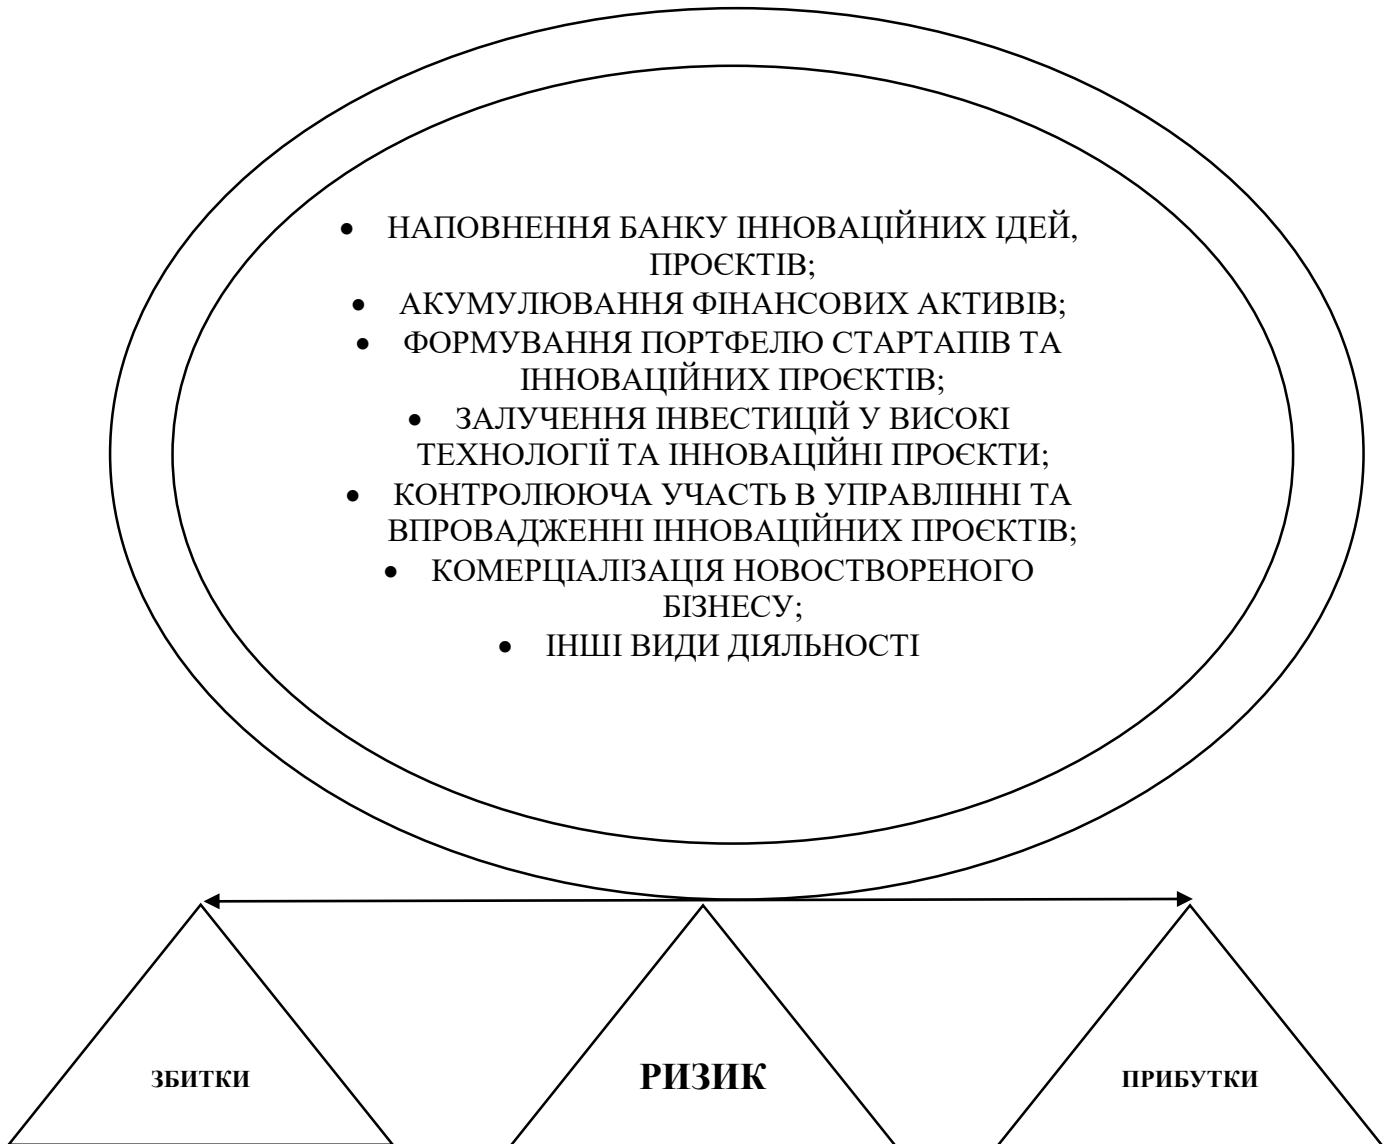 • НАПОВНЕННЯ БАНКУ ІННОВАЦІЙНИХ ІДЕЙ,
ПРОЄКТІВ;
• АКУМУЛЮВАННЯ ФІНАНСОВИХ АКТИВІВ;
• ФОРМУВАННЯ ПОРТФЕЛЮ СТАРТАПІВ ТА
ІННОВАЦІЙНИХ ПРОЄКТІВ;
• ЗАЛУЧЕННЯ ІНВЕСТИЦІЙ У ВИСОКІ
ТЕХНОЛОГІЇ ТА ІННОВАЦІЙНІ ПРОЄКТИ;
• КОНТРОЛЮЮЧА УЧАСТЬ В УПРАВЛІННІ ТА
ВПРОВАДЖЕННІ ІННОВАЦІЙНИХ ПРОЄКТІВ;
• КОМЕРЦІАЛІЗАЦІЯ НОВОСТВОРЕНОГО
БІЗНЕСУ;
• ІНШІ ВИДИ ДІЯЛЬНОСТІ
ЗБИТКИ
РИЗИК
ПРИБУТКИ